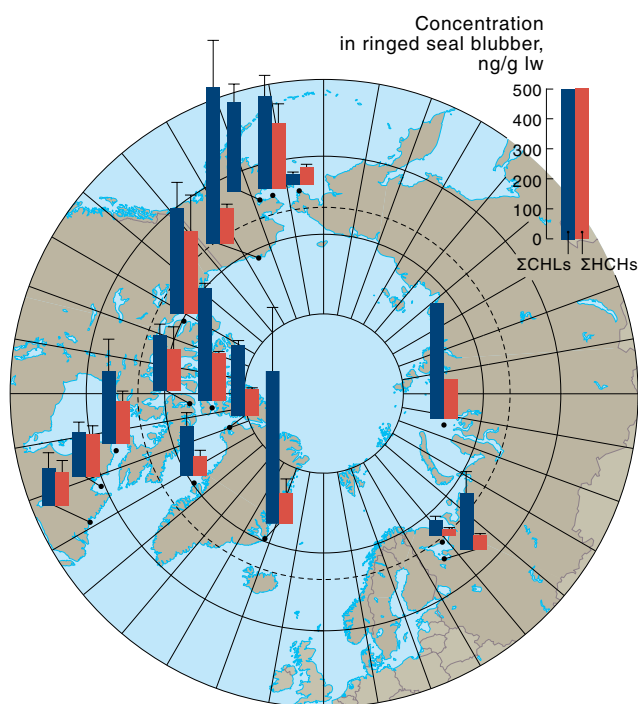 Concentration
in ringed seal blubber,
ng/g lw
500
400
300
200
100
0
ΣCHLs ΣHCHs